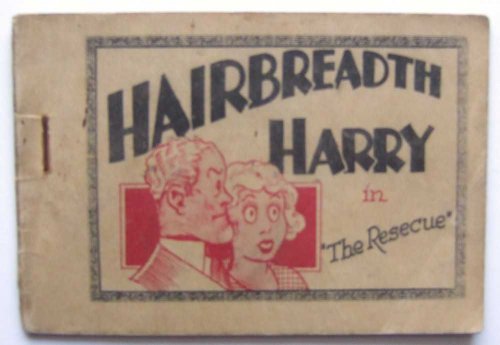 HAIRBREADTH
HARRY
in
"The Resecue"